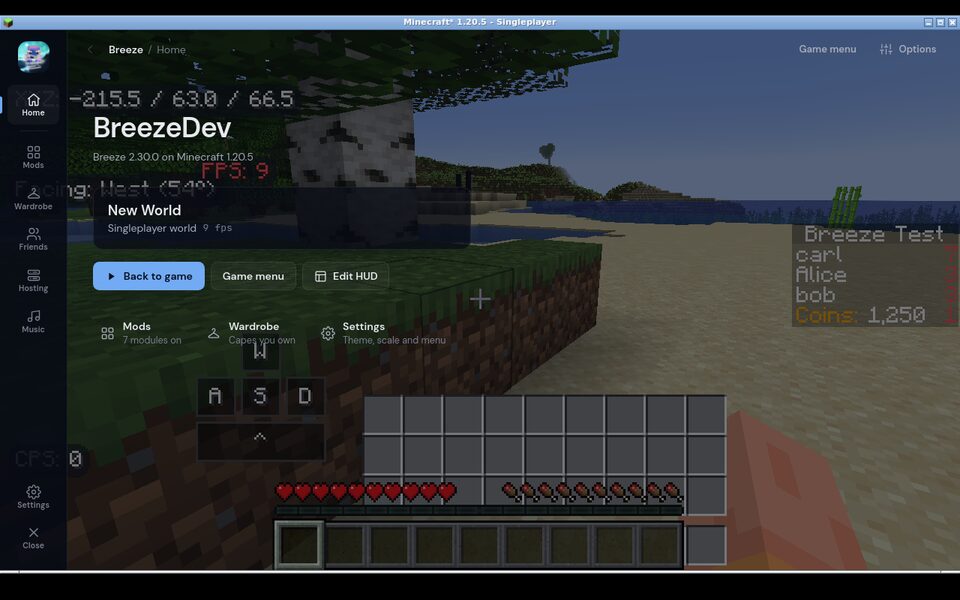 Minecraft* 1.20.5 - Singleplayer
Breeze / Home
Game menu
Options
Home
-215.5 / 63.0 / 66.5
BreezeDev
Breeze 2.30.0 on Minecraft 1.20.5
FPS: 9
Mods
Facing: West (54°)
Wardrobe
New World
Singleplayer world 9 fps
Friends
Breeze Test
carl
Alice
bob
Coins: 1,250
Back to game
Game menu
Edit HUD
Hosting
Music
Mods
7 modules on
Wardrobe
Capes you own
Settings
Theme, scale and menu
W
A S D
^
CPS: 0
Settings
Close